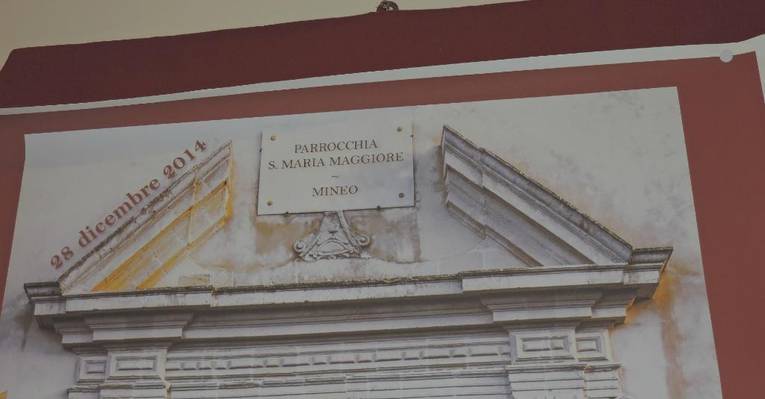 28 dicembre 2014
PARROCCHIA
S. MARIA MAGGIORE
~
MINEO